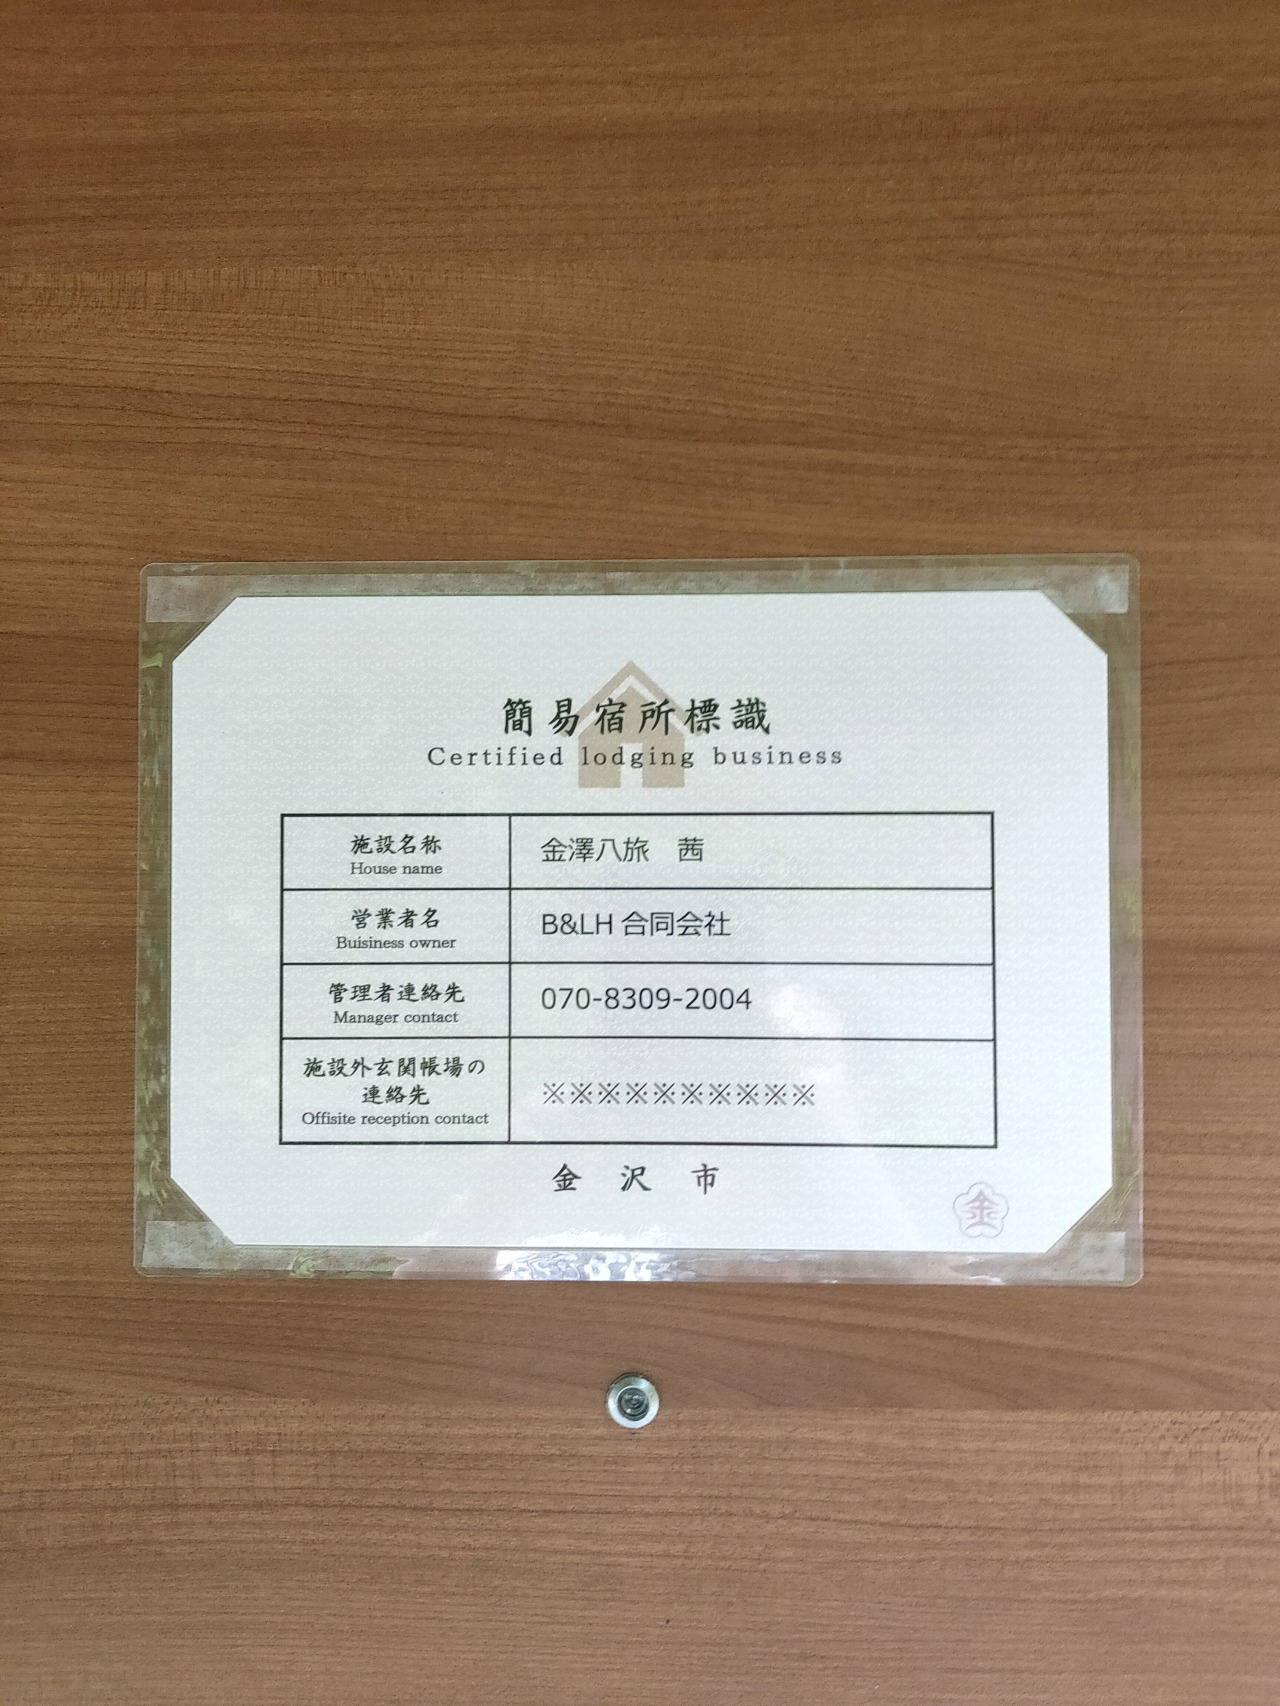 簡易宿所標識
Certified lodging business
施設名称
House name
金澤八旅　茜
営業者名
Buisiness owner
B&LH 合同会社
管理者連絡先
Manager contact
070-8309-2004
施設外玄関帳場の
連絡先
Offisite reception contact
※※※※※※※※※※
金沢市
金